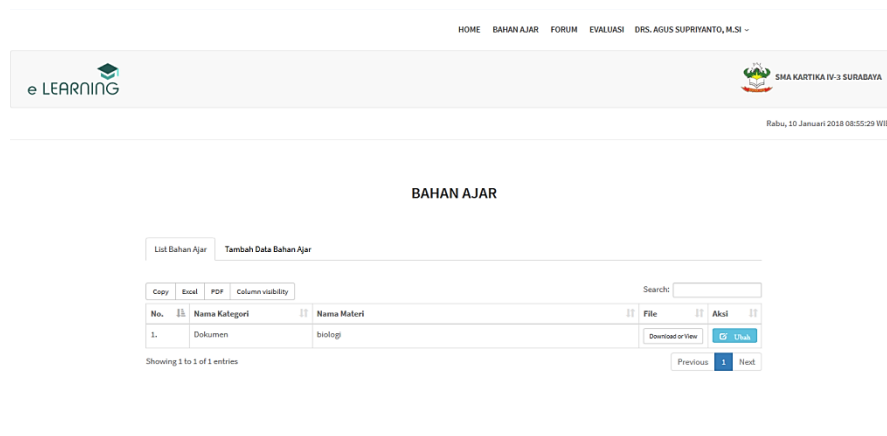 HOME BAHAN AJAR FORUM EVALUASI DRS. AGUS SUPRIYANTO, M.SI
e LEARNING
SMA KARTIKA IV-3 SURABAYA
Rabu, 10 Januari 2018 08:55:29 WI
BAHAN AJAR
List Bahan Ajar Tambah Data Bahan Ajar
Copy Excel PDF Column visibility Search:
No. Nama Kategori Nama Materi File Aksi
1. Dokumen biologi Download or View Ubah
Showing 1 to 1 of 1 entries Previous 1 Next